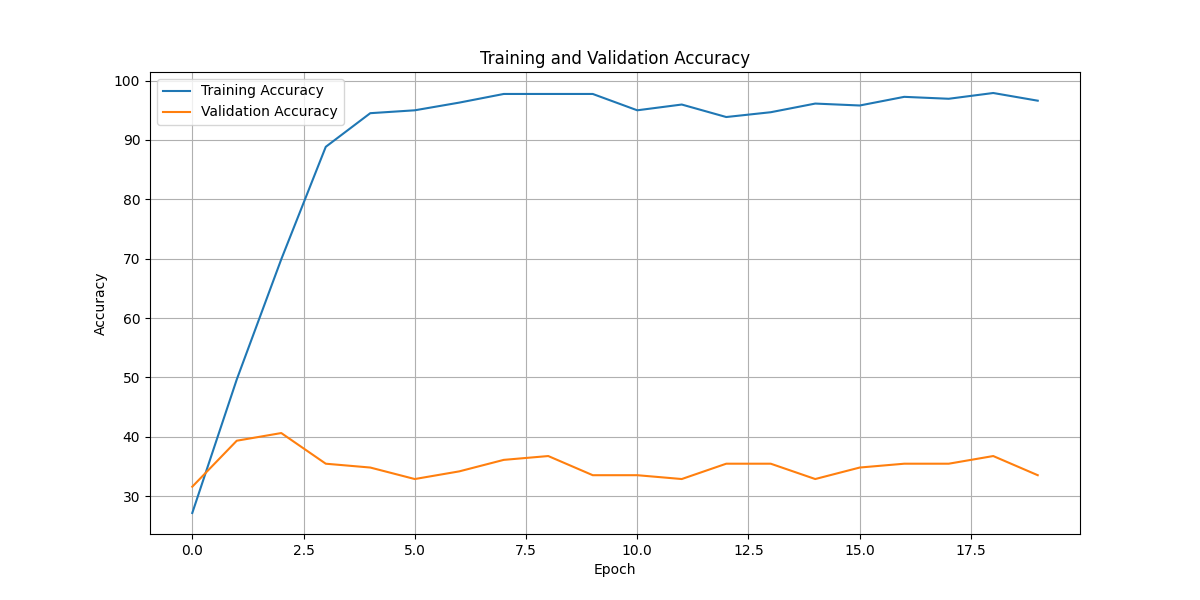 Training and Validation Accuracy
Training Accuracy
Validation Accuracy
100
90
80
70
60
50
40
30
Accuracy
0.0 2.5 5.0 7.5 10.0 12.5 15.0 17.5
Epoch